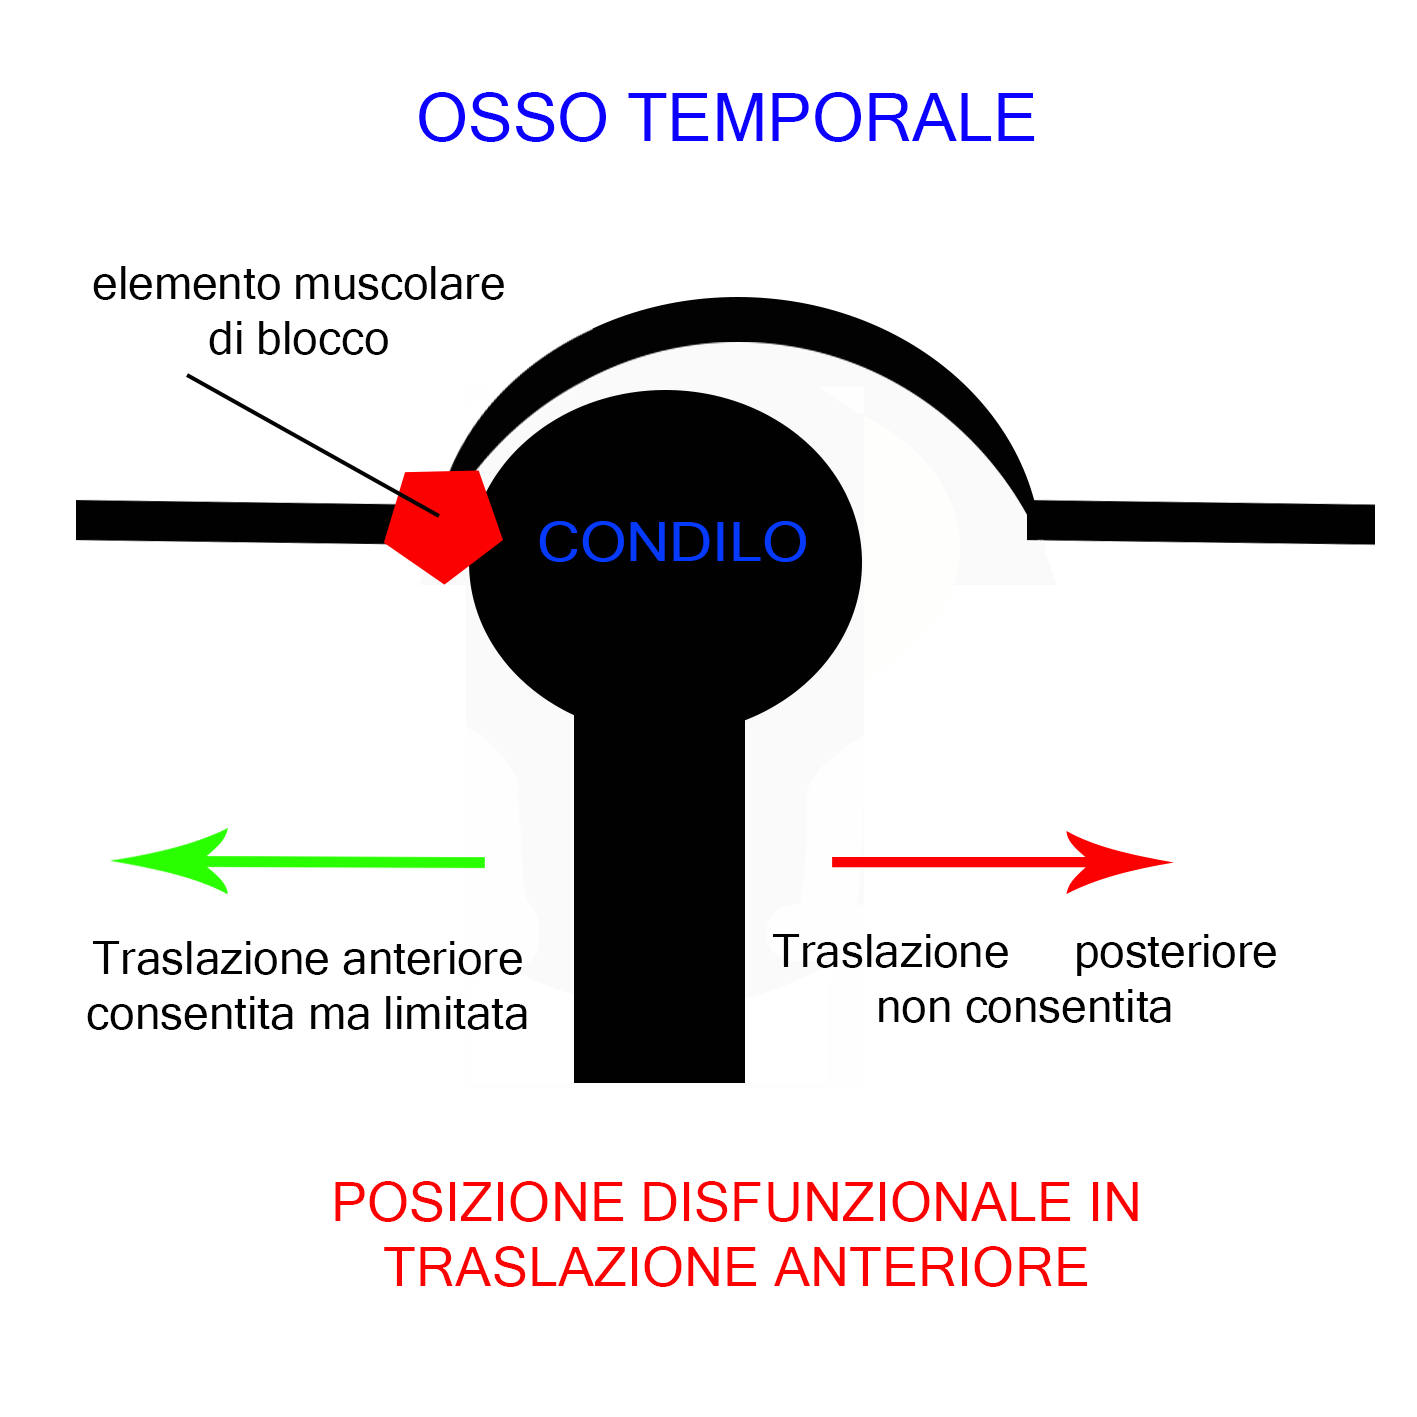 OSSO TEMPORALE
elemento muscolare
di blocco
CONDILO
Traslazione anteriore
consentita ma limitata
Traslazione posteriore
non consentita
POSIZIONE DISFUNZIONALE IN
TRASLAZIONE ANTERIORE